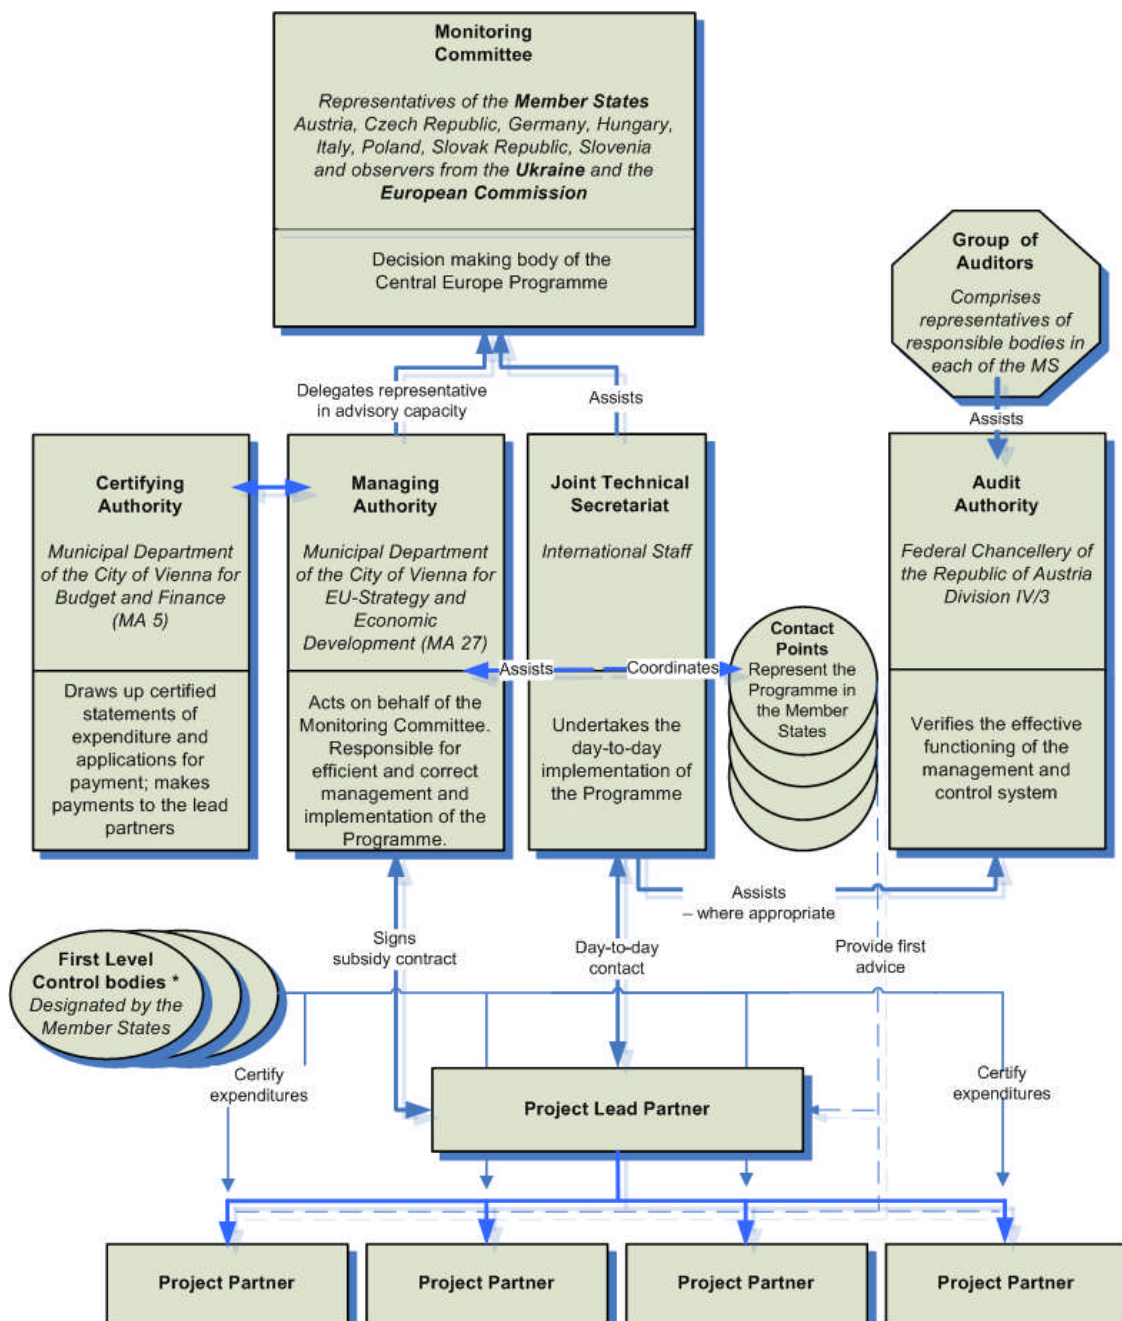 Monitoring
Committee
Representatives of the Member States
Austria, Czech Republic, Germany, Hungary,
Italy, Poland, Slovak Republic, Slovenia
and observers from the Ukraine and the
European Commission
Decision making body of the
Central Europe Programme
Group of
Auditors
Comprises
representatives of
responsible bodies in
each of the MS
Delegates representative
in advisory capacity
Assists
Assists
Certifying
Authority
Municipal Department
of the City of Vienna for
Budget and Finance
(MA 5)
Draws up certified
statements of
expenditure and
applications for
payment; makes
payments to the lead
partners
Managing
Authority
Municipal Department
of the City of Vienna for
EU-Strategy and
Economic
Development (MA 27)
Acts on behalf of the
Monitoring Committee.
Responsible for
efficient and correct
management and
implementation of the
Programme.
Joint Technical
Secretariat
International Staff
Undertakes the
day-to-day
implementation of
the Programme
Assists
Coordinates
Contact
Points
Represent the
Programme in
the Member
States
Audit
Authority
Federal Chancellery of
the Republic of Austria
Division IV/3
Verifies the effective
functioning of the
management and
control system
Assists
– where appropriate
Signs
subsidy contract
Day-to-day
contact
Provide first
advice
First Level
Control bodies *
Designated by the
Member States
Certify
expenditures
Project Lead Partner
Certify
expenditures
Project Partner
Project Partner
Project Partner
Project Partner